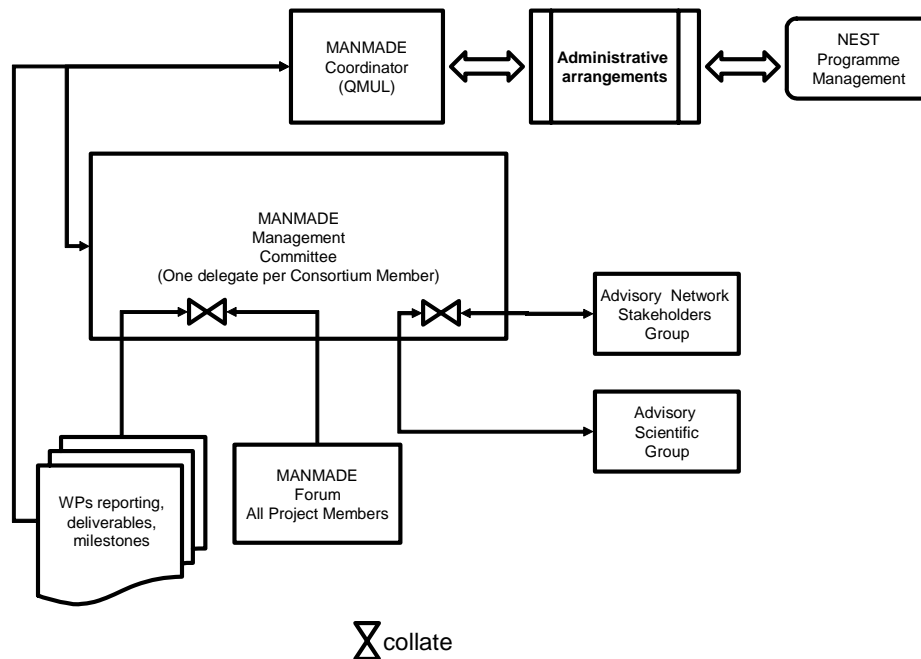 MANMADE
Coordinator
(QMUL)
Administrative
arrangements
NEST
Programme
Management
MANMADE
Management
Committee
(One delegate per Consortium Member)
Advisory Network
Stakeholders
Group
Advisory
Scientific
Group
WPs reporting,
deliverables,
milestones
MANMADE
Forum
All Project Members
collate